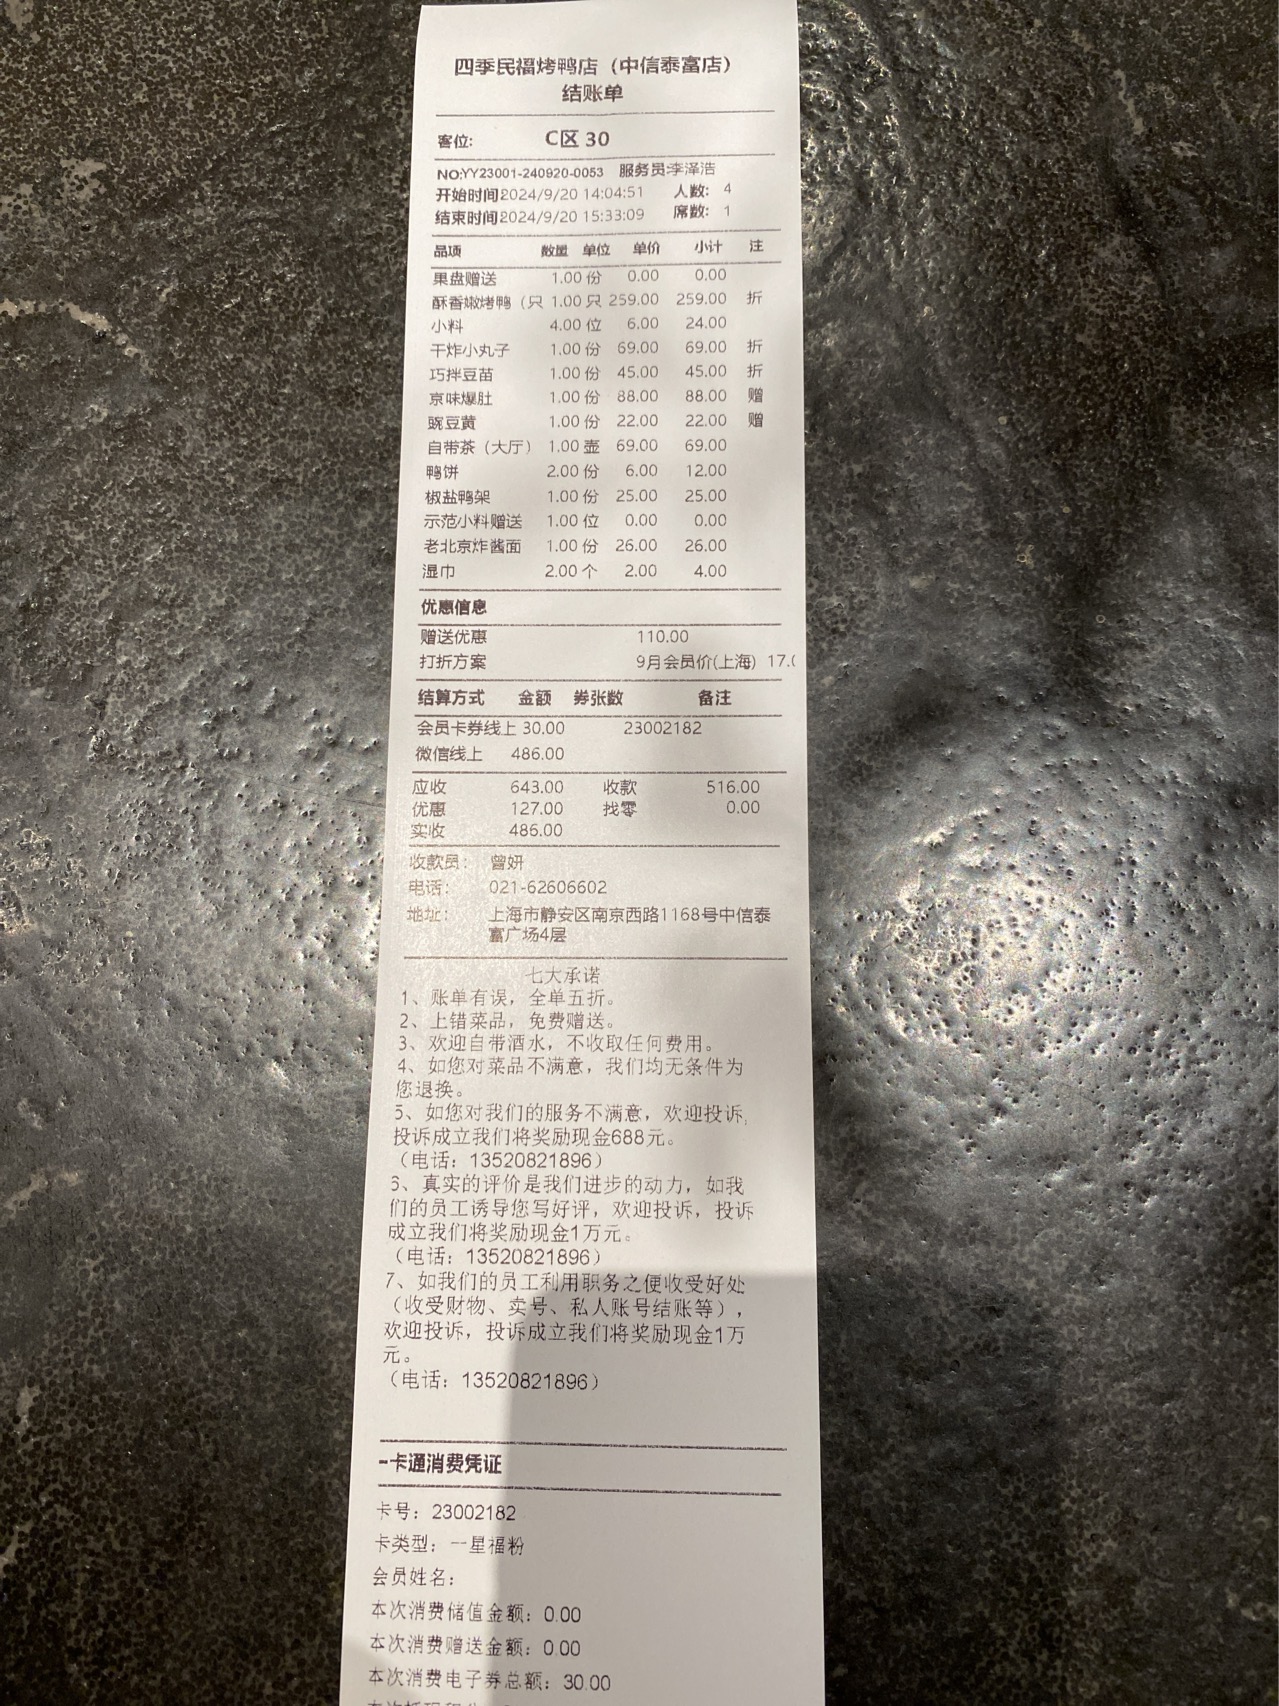 四季民福烤鸭店（中信泰富店）
结账单
客位: C区 30
NO:YY23001-240920-0053 服务员:李泽浩
开始时间2024/9/20 14:04:51 人数: 4
结束时间2024/9/20 15:33:09 席数: 1
品项 数量 单位 单价 小计 注
果盘赠送 1.00 份 0.00 0.00
酥香嫩烤鸭（只 1.00 只 259.00 259.00 折
小料 4.00 位 6.00 24.00
干炸小丸子 1.00 份 69.00 69.00 折
巧拌豆苗 1.00 份 45.00 45.00 折
京味爆肚 1.00 份 88.00 88.00 赠
豌豆黄 1.00 份 22.00 22.00 赠
自带茶（大厅） 1.00 壶 69.00 69.00
鸭饼 2.00 份 6.00 12.00
椒盐鸭架 1.00 份 25.00 25.00
示范小料赠送 1.00 位 0.00 0.00
老北京炸酱面 1.00 份 26.00 26.00
湿巾 2.00 个 2.00 4.00
优惠信息
赠送优惠 110.00
打折方案 9月会员价(上海) 17.0
结算方式 金额 券张数 备注
会员卡券线上 30.00 23002182
微信线上 486.00
应收 643.00 收款 516.00
优惠 127.00 找零 0.00
实收 486.00
收款员: 曾妍
电话: 021-62606602
地址: 上海市静安区南京西路1168号中信泰
富广场4层
七大承诺
1、账单有误，全单五折。
2、上错菜品，免费赠送。
3、欢迎自带酒水，不收取任何费用。
4、如您对菜品不满意，我们均无条件为
您退换。
5、如您对我们的服务不满意，欢迎投诉,
投诉成立我们将奖励现金688元。
（电话：13520821896）
6、真实的评价是我们进步的动力，如我
们的员工诱导您写好评，欢迎投诉，投诉
成立我们将奖励现金1万元。
（电话：13520821896）
7、如我们的员工利用职务之便收受好处
（收受财物、卖号、私人账号结账等），
欢迎投诉，投诉成立我们将奖励现金1万
元。
（电话：13520821896）
一卡通消费凭证
卡号：23002182
卡类型：一星福粉
会员姓名:
本次消费储值金额：0.00
本次消费赠送金额：0.00
本次消费电子券总额：30.00